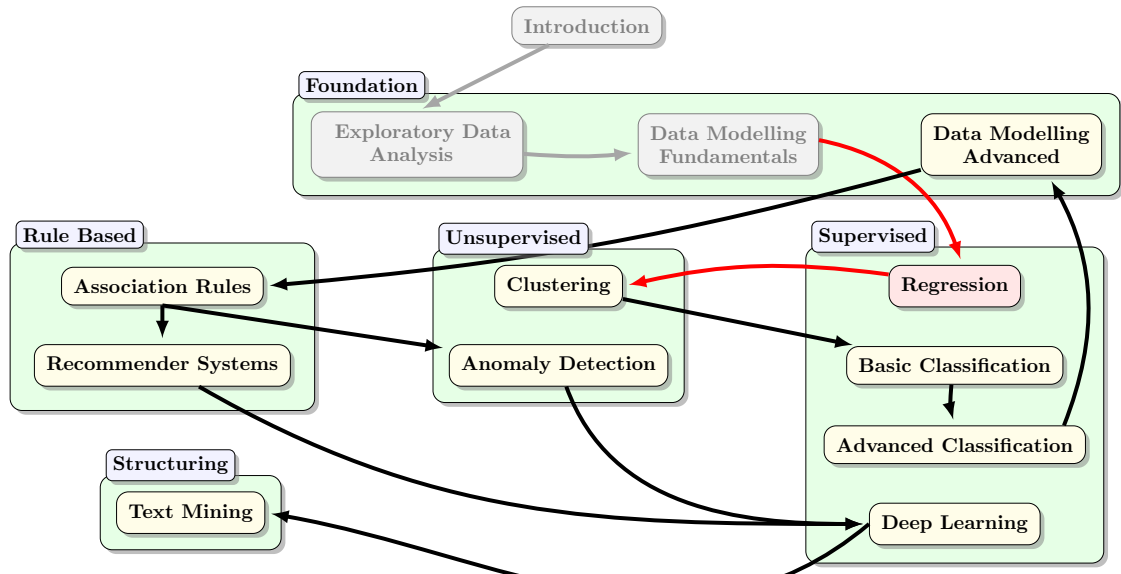 Introduction
Foundation
Exploratory Data
Analysis
Data Modelling
Fundamentals
Data Modelling
Advanced
Rule Based
Association Rules
Recommender Systems
Unsupervised
Clustering
Anomaly Detection
Supervised
Regression
Basic Classification
Advanced Classification
Deep Learning
Structuring
Text Mining